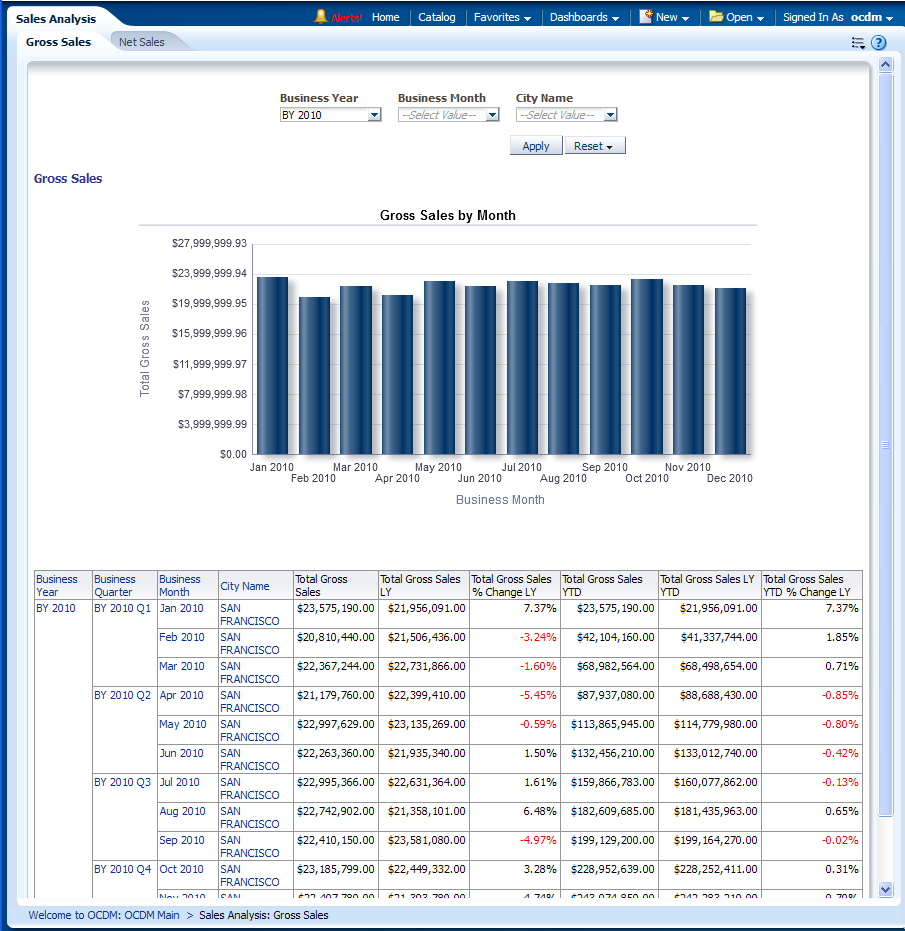 Sales Analysis
Alerts! Home Catalog Favorites Dashboards New Open Signed In As ocdm
Gross Sales Net Sales
Business Year Business Month City Name
BY 2010 --Select Value-- --Select Value--
Apply Reset
Gross Sales
Gross Sales by Month
$27,999,999.93
$23,999,999.94
$19,999,999.95
$15,999,999.96
$11,999,999.97
$7,999,999.98
$3,999,999.99
$0.00
Total Gross Sales
Jan 2010 Mar 2010 May 2010 Jul 2010 Sep 2010 Nov 2010
Feb 2010 Apr 2010 Jun 2010 Aug 2010 Oct 2010 Dec 2010
Business Month
Business Year Business Quarter Business Month City Name Total Gross Sales Total Gross Sales LY Total Gross Sales % Change LY Total Gross Sales YTD Total Gross Sales LY YTD Total Gross Sales YTD % Change LY
BY 2010 BY 2010 Q1 Jan 2010 SAN FRANCISCO $23,575,190.00 $21,956,091.00 7.37% $23,575,190.00 $21,956,091.00 7.37%
Feb 2010 SAN FRANCISCO $20,810,440.00 $21,506,436.00 -3.24% $42,104,160.00 $41,337,744.00 1.85%
Mar 2010 SAN FRANCISCO $22,367,244.00 $22,731,866.00 -1.60% $68,982,564.00 $68,498,654.00 0.71%
BY 2010 Q2 Apr 2010 SAN FRANCISCO $21,179,760.00 $22,399,410.00 -5.45% $87,937,080.00 $88,688,430.00 -0.85%
May 2010 SAN FRANCISCO $22,997,629.00 $23,135,269.00 -0.59% $113,865,945.00 $114,779,980.00 -0.80%
Jun 2010 SAN FRANCISCO $22,263,360.00 $21,935,340.00 1.50% $132,456,210.00 $133,012,740.00 -0.42%
BY 2010 Q3 Jul 2010 SAN FRANCISCO $22,995,366.00 $22,631,364.00 1.61% $159,866,783.00 $160,077,862.00 -0.13%
Aug 2010 SAN FRANCISCO $22,742,902.00 $21,358,101.00 6.48% $182,609,685.00 $181,435,963.00 0.65%
Sep 2010 SAN FRANCISCO $22,410,150.00 $23,581,080.00 -4.97% $199,129,200.00 $199,164,270.00 -0.02%
BY 2010 Q4 Oct 2010 SAN FRANCISCO $23,185,799.00 $22,449,332.00 3.28% $228,952,639.00 $228,252,411.00 0.31%
Nov 2010 SAN
Welcome to OCDM: OCDM Main > Sales Analysis: Gross Sales